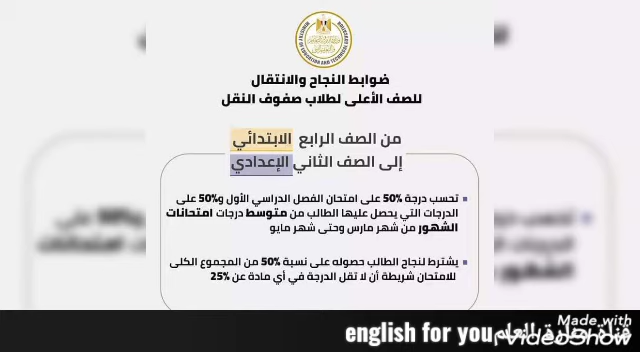 ضوابط النجاح والانتقال
للصف الأعلى لطلاب صفوف النقل
من الصف الرابع الابتدائي
إلى الصف الثاني الإعدادي
تحسب درجة 50% على امتحان الفصل الدراسي الأول و50% على
الدرجات التي يحصل عليها الطالب من متوسط درجات امتحانات
الشهور من شهر مارس وحتى شهر مايو
يشترط لنجاح الطالب حصوله على نسبة 50% من المجموع الكلى
للامتحان شريطة أن لا تقل الدرجة في أي مادة عن 25%
english for you قناة منارة العلم
Made with
VideoShow